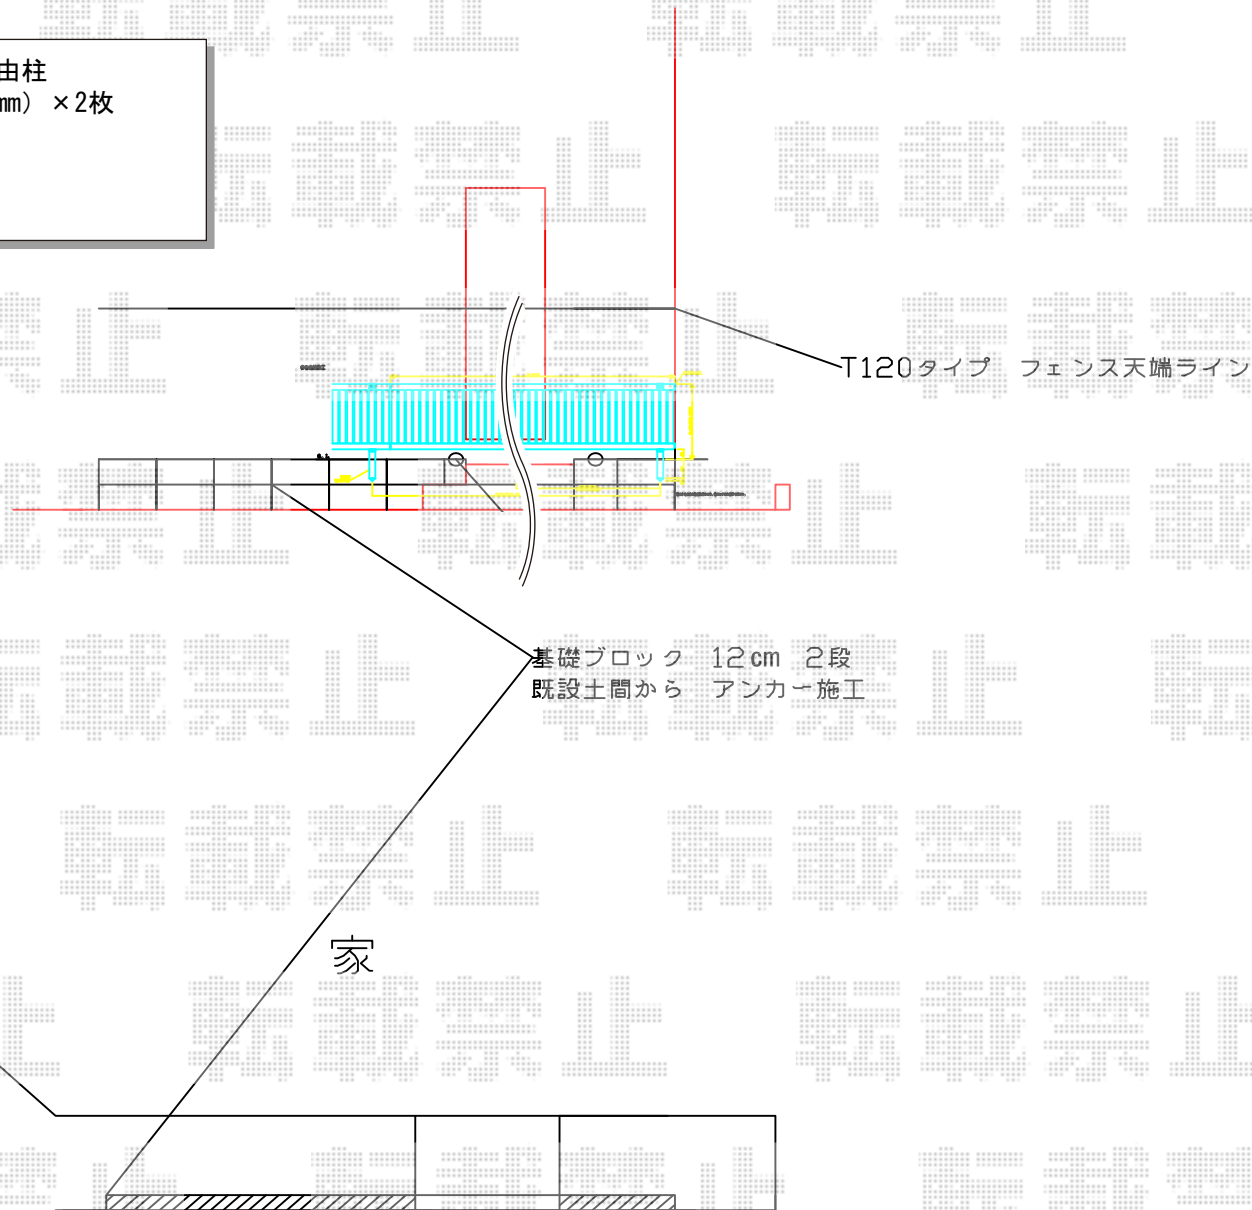 由柱
mm) ×2枚
T120タイプ　フェンス天端ライン
基礎ブロック　12cm　2段
既設土間から　アンカー施工
家
転載禁止